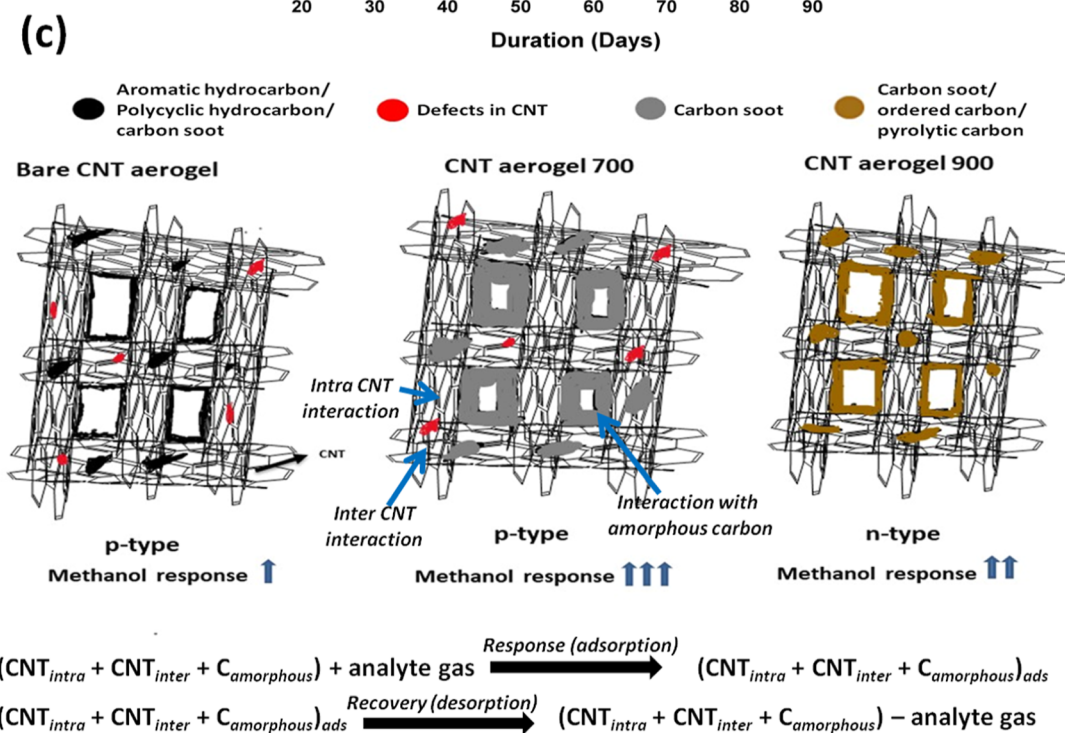 20 30 40 50 60 70 80 90
Duration (Days)
(c)
Aromatic hydrocarbon/
Polycyclic hydrocarbon/
carbon soot
Defects in CNT
Carbon soot
Carbon soot/
ordered carbon/
pyrolytic carbon
Bare CNT aerogel
CNT aerogel 700
CNT aerogel 900
Intra CNT
interaction
CNT
Inter CNT
interaction
Interaction with
amorphous carbon
p-type
Methanol response
p-type
Methanol response
n-type
Methanol response
(CNTintra + CNTinter + Camorphous) + analyte gas Response (adsorption) (CNTintra + CNTinter + Camorphous)ads
(CNTintra + CNTinter + Camorphous)ads Recovery (desorption) (CNTintra + CNTinter + Camorphous) – analyte gas